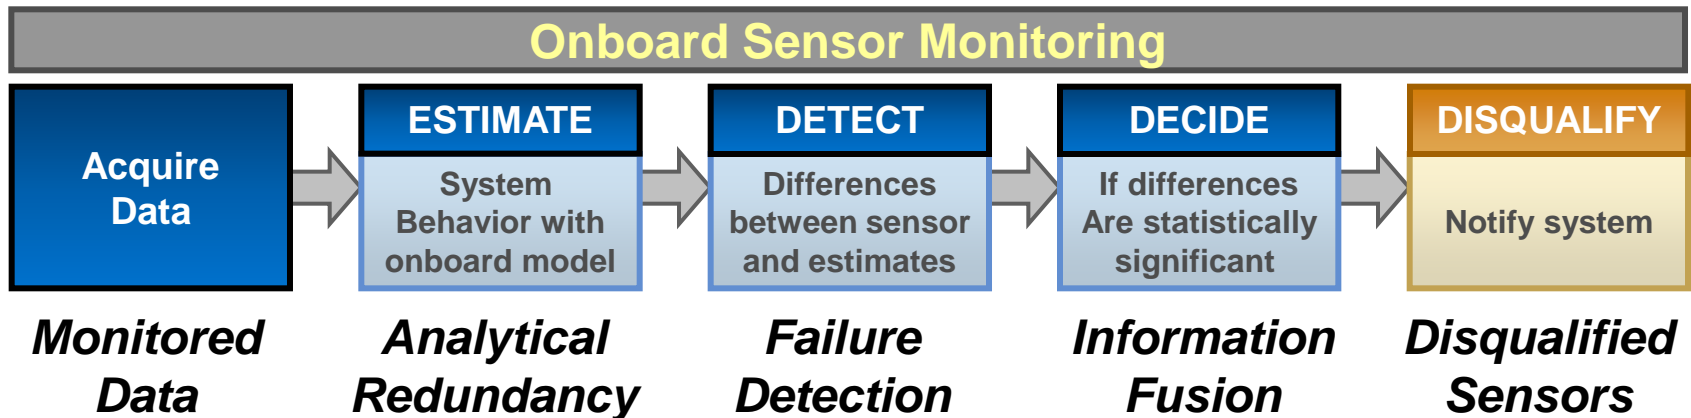 Onboard Sensor Monitoring
Acquire
Data
ESTIMATE
System
Behavior with
onboard model
DETECT
Differences
between sensor
and estimates
DECIDE
If differences
Are statistically
significant
DISQUALIFY
Notify system
Monitored
Data
Analytical
Redundancy
Failure
Detection
Information
Fusion
Disqualified
Sensors